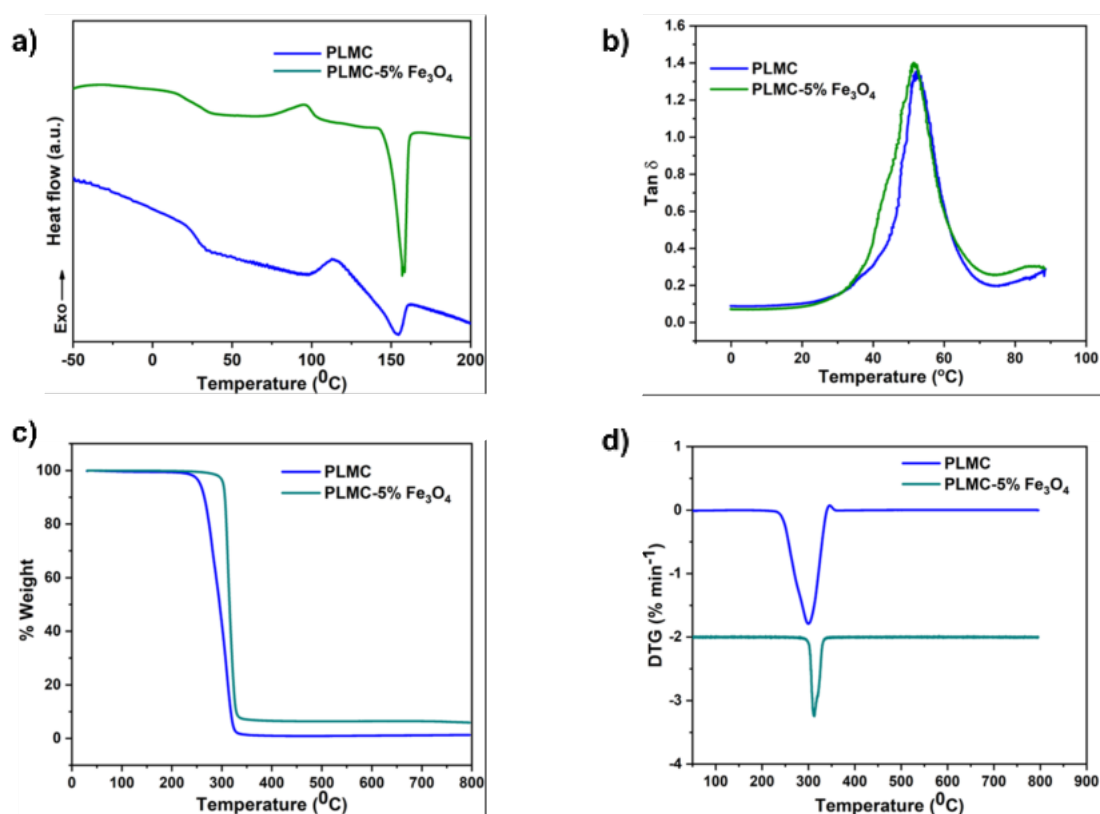 a)
PLMC
PLMC-5% Fe₃O₄
Heat flow (a.u.)
Exo
-50 0 50 100 150 200
Temperature (⁰C)
b)
PLMC
PLMC-5% Fe₃O₄
1.6
1.4
1.2
1.0
0.8
0.6
0.4
0.2
0.0
Tan δ
0 20 40 60 80 100
Temperature (ºC)
c)
PLMC
PLMC-5% Fe₃O₄
100
80
60
40
20
0
% Weight
0 100 200 300 400 500 600 700 800
Temperature (⁰C)
d)
PLMC
PLMC-5% Fe₃O₄
1
0
-1
-2
-3
-4
DTG (% min⁻¹)
100 200 300 400 500 600 700 800 900
Temperature (⁰C)